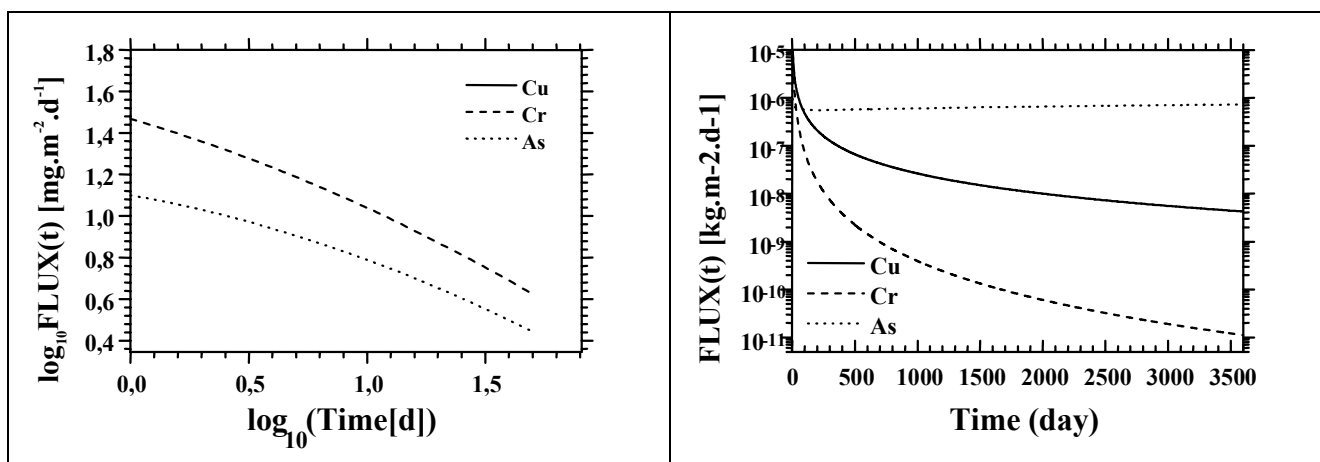 log10FLUX(t) [mg.m-2.d-1]
1,8
1,6
1,4
1,2
1,0
0,8
0,6
0,4
0,0
0,5
1,0
1,5
2,0
log10(Time[d])
Cu
Cr
As
FLUX(t) [kg.m-2.d-1]
10-5
10-6
10-7
10-8
10-9
10-10
10-11
0
500
1000
1500
2000
2500
3000
3500
Time (day)
Cu
Cr
As